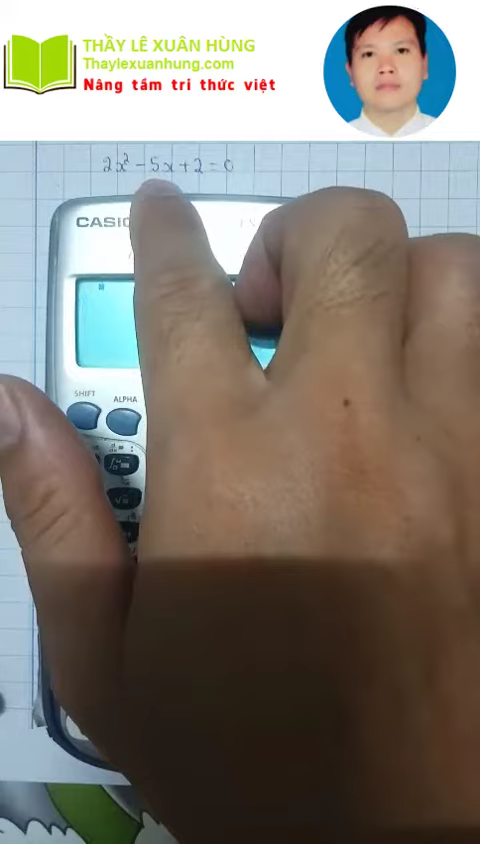 THẦY LÊ XUÂN HÙNG
Thaylexuanhung.com
Nâng tầm tri thức việt
2x² - 5x + 2 = 0
CASIO
SHIFT
ALPHA